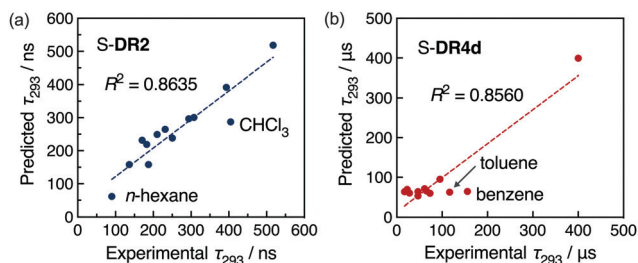 (a)
S-DR2
R² = 0.8635
CHCl₃
n-hexane
Predicted τ₂₉₃ / ns
600
500
400
300
200
100
0
0 100 200 300 400 500 600
Experimental τ₂₉₃ / ns
(b)
S-DR4d
R² = 0.8560
toluene
benzene
Predicted τ₂₉₃ / µs
500
400
300
200
100
0
0 100 200 300 400 500
Experimental τ₂₉₃ / µs